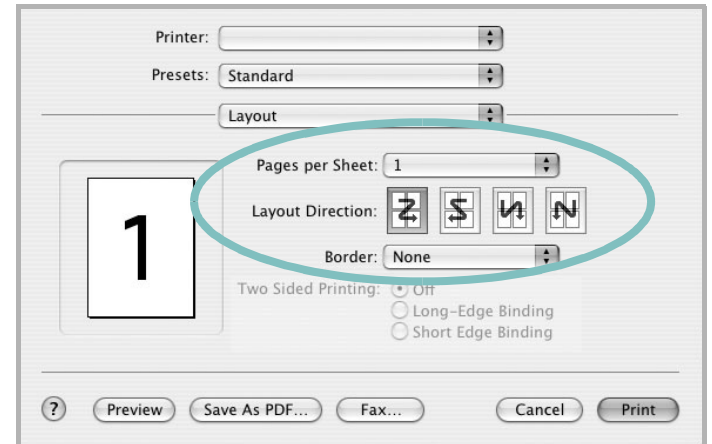 Printer:
Presets: Standard
Layout
Pages per Sheet: 1
1
Layout Direction:
Border: None
Two Sided Printing: Off
Long-Edge Binding
Short Edge Binding
? Preview Save As PDF... Fax... Cancel Print